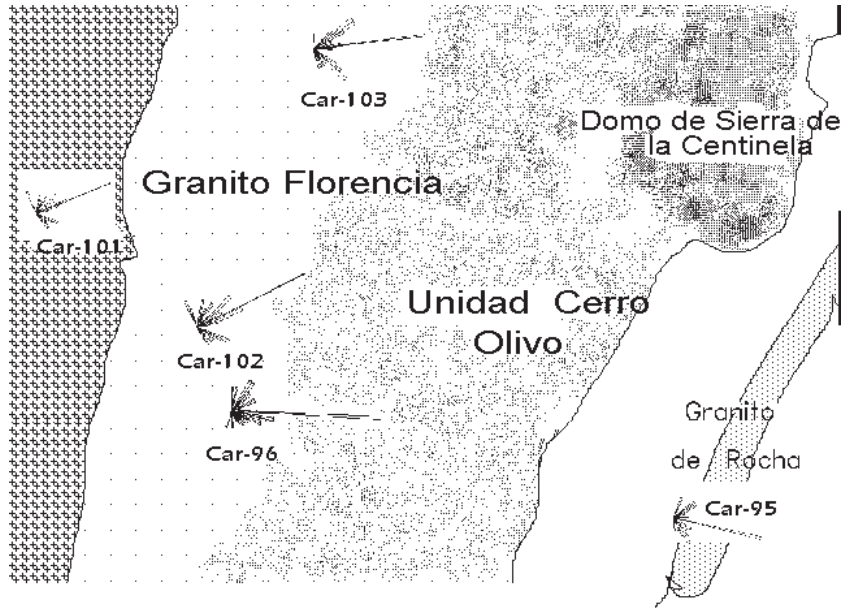 Car-103
Domo de Sierra de
la Centinela
Granito Florencia
Car-101
Unidad Cerro
Olivo
Car-102
Granito
de Rocha
Car-96
Car-95